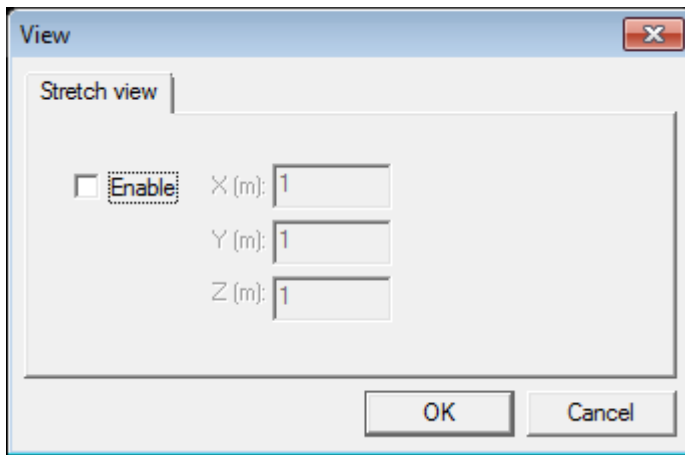 View
Stretch view
Enable
X (m): 1
Y (m): 1
Z (m): 1
OK Cancel